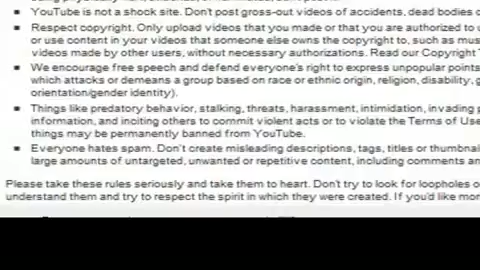 YouTube is not a shock site. Don't post gross-out videos of accidents, dead bodies
Respect copyright. Only upload videos that you made or that you are authorized to
or use content in your videos that someone else owns the copyright to, such as
videos made by other users, without necessary authorizations. Read our Copyright
We encourage free speech and defend everyone's right to express unpopular points
which attacks or demeans a group based on race or ethnic origin, religion, disability,
orientation/gender identity).
Things like predatory behavior, stalking, threats, harassment, intimidation, invading
information, and inciting others to commit violent acts or to violate the Terms of Use
things may be permanently banned from YouTube.
Everyone hates spam. Don't create misleading descriptions, tags, titles or
large amounts of untargeted, unwanted or repetitive content, including comments
Please take these rules seriously and take them to heart. Don't try to look for loopholes
understand them and try to respect the spirit in which they were created. If you'd like